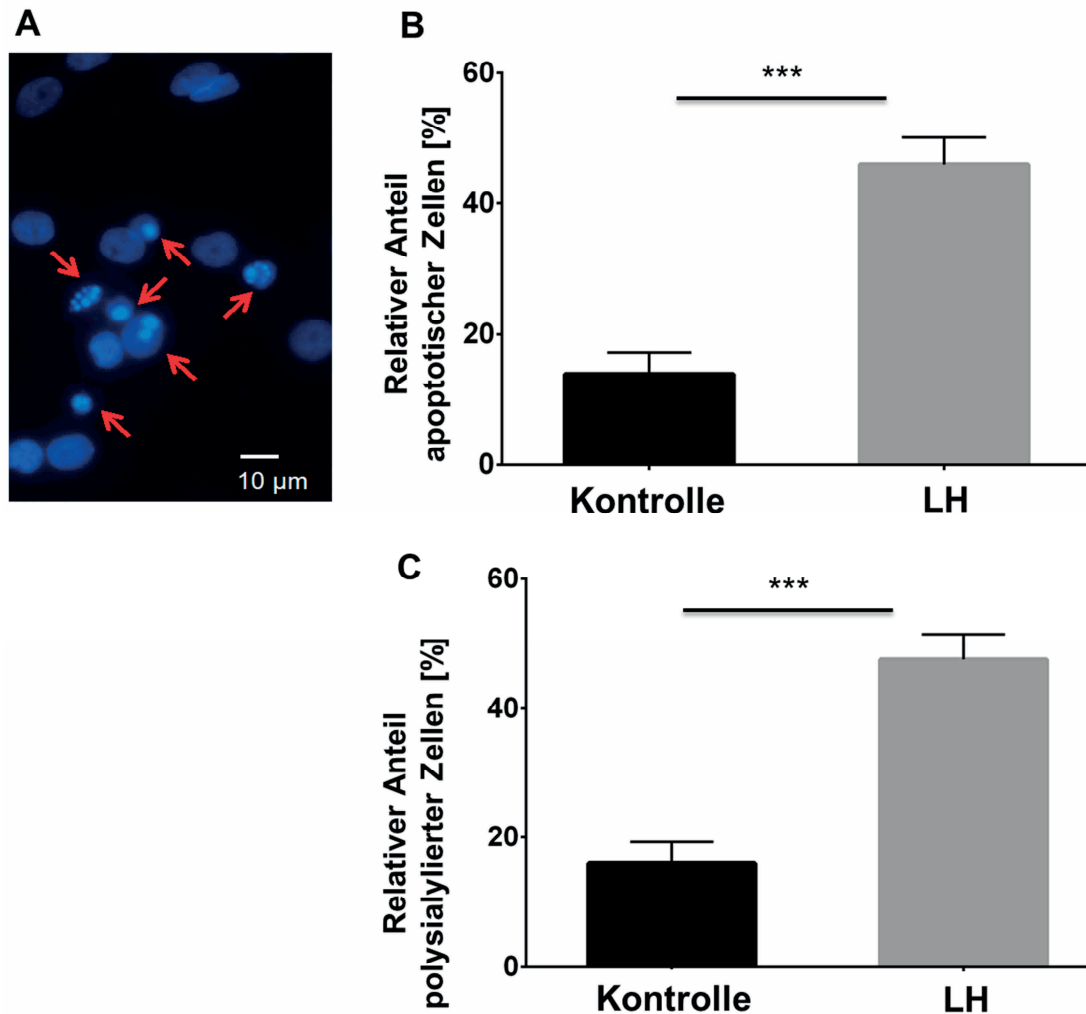 A
10 µm
B
Relativer Anteil
apoptotischer Zellen [%]
60
40
20
0
***
Kontrolle
LH
C
Relativer Anteil
polysialylierter Zellen [%]
60
40
20
0
***
Kontrolle
LH